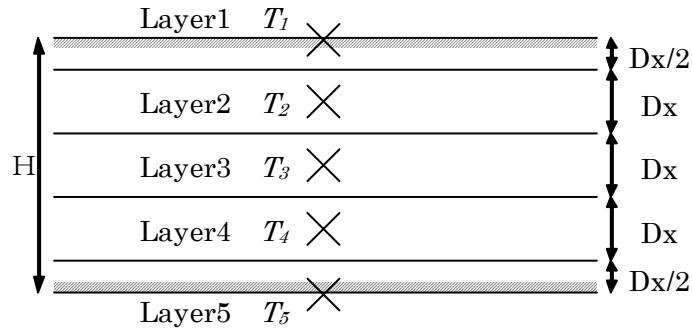 Layer1 T1
Dx/2
Layer2 T2
Dx
H
Layer3 T3
Dx
Layer4 T4
Dx
Dx/2
Layer5 T5